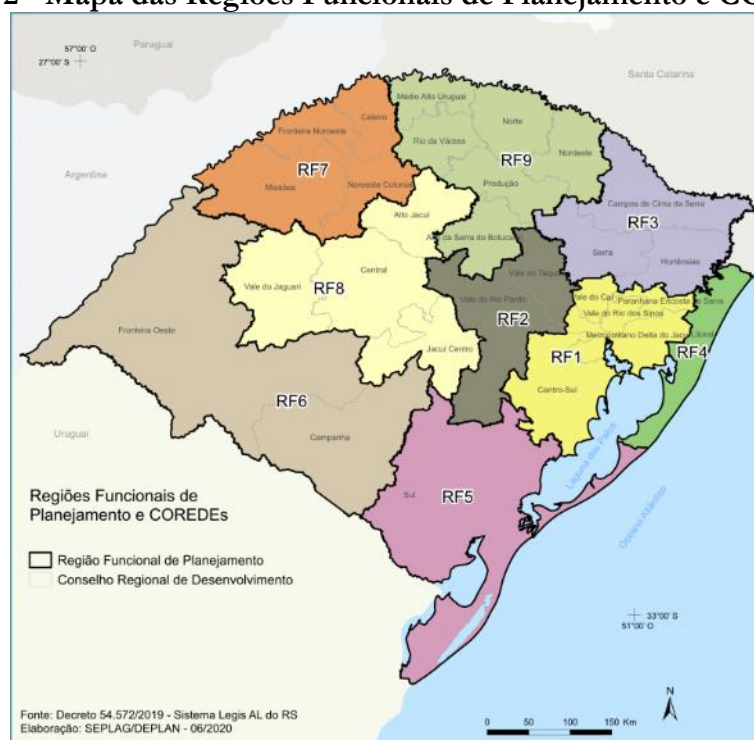 2 - Mapa das Regiões Funcionais de Planejamento e CO
57°00' O
27°00' S
Paraguai
Santa Catarina
Argentina
Uruguai
Médio Alto Uruguai
Norte
Celeiro
Fronteira Noroeste
Rio da Várzea
Nordeste
RF9
RF7
Missões
Noroeste Colonial
Produção
Campos de Cima da Serra
Alto Jacuí
RF3
Alto da Serra do Botucaraí
Serra
Hortênsias
Vale do Taquari
Central
Vale do Jaguari
RF8
Vale do Rio Pardo
Vale do Caí
Paranhana Encosta da Serra
RF2
Vale do Rio dos Sinos
Fronteira Oeste
Metropolitano Delta do Jacuí
Litoral
RF4
Jacuí Centro
RF1
Centro-Sul
RF6
Campanha
Laguna dos Patos
Sul
RF5
Oceano Atlântico
Regiões Funcionais de
Planejamento e COREDEs
Região Funcional de Planejamento
Conselho Regional de Desenvolvimento
33°00' S
51°00' O
N
Fonte: Decreto 54.572/2019 - Sistema Legis AL do RS
Elaboração: SEPLAG/DEPLAN - 06/2020
0 50 100 150 Km